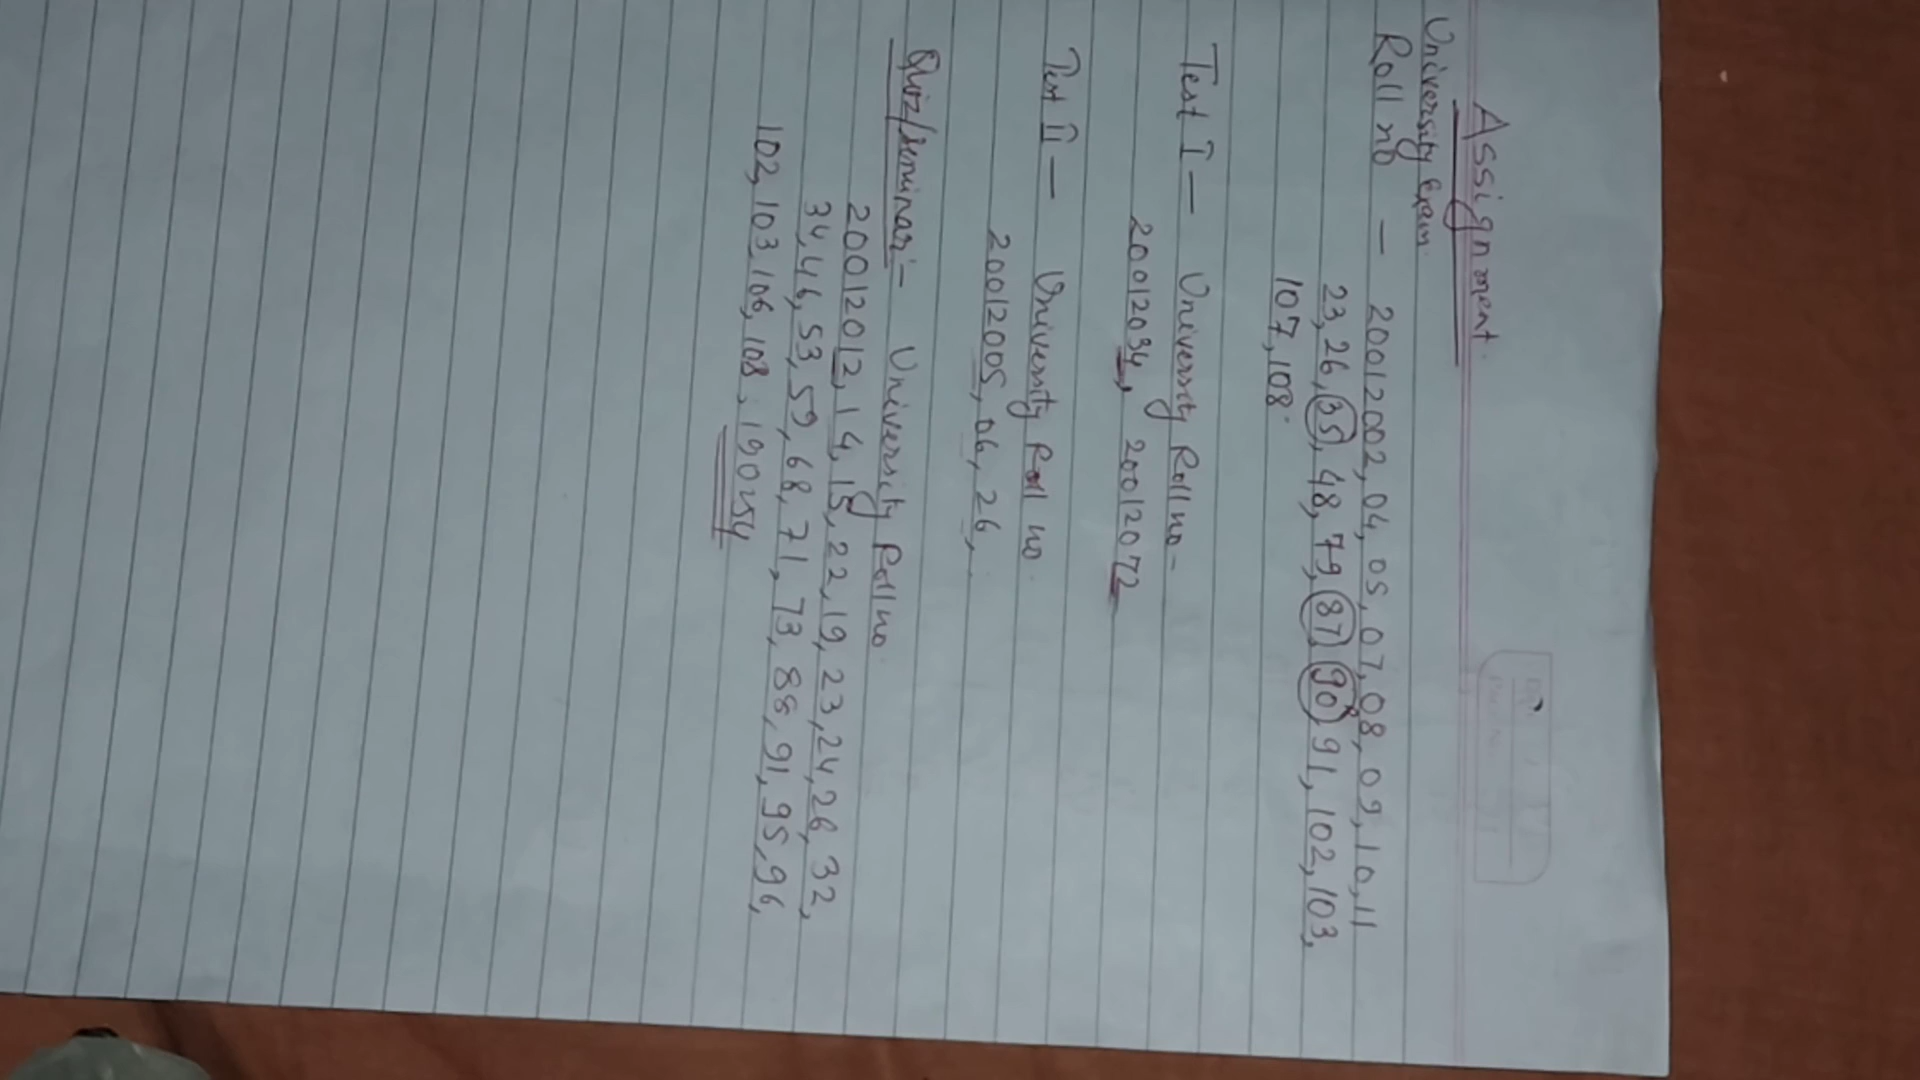 Assignment
University Exam
Roll no – 20012002, 04, 05, 07, 08, 09, 10, 11
23, 26, 35, 48, 79, 87, 90, 91, 102, 103,
107, 108.
Test I – University Roll no-
20012034, 20012072
Test II – University Roll no.
20012005, 06, 26,
Quiz/seminar:- University Roll no.
20012012, 14, 15, 22, 19, 23, 24, 26, 32,
34, 46, 53, 59, 68, 71, 73, 88, 91, 95, 96,
102, 103, 106, 108, 190254